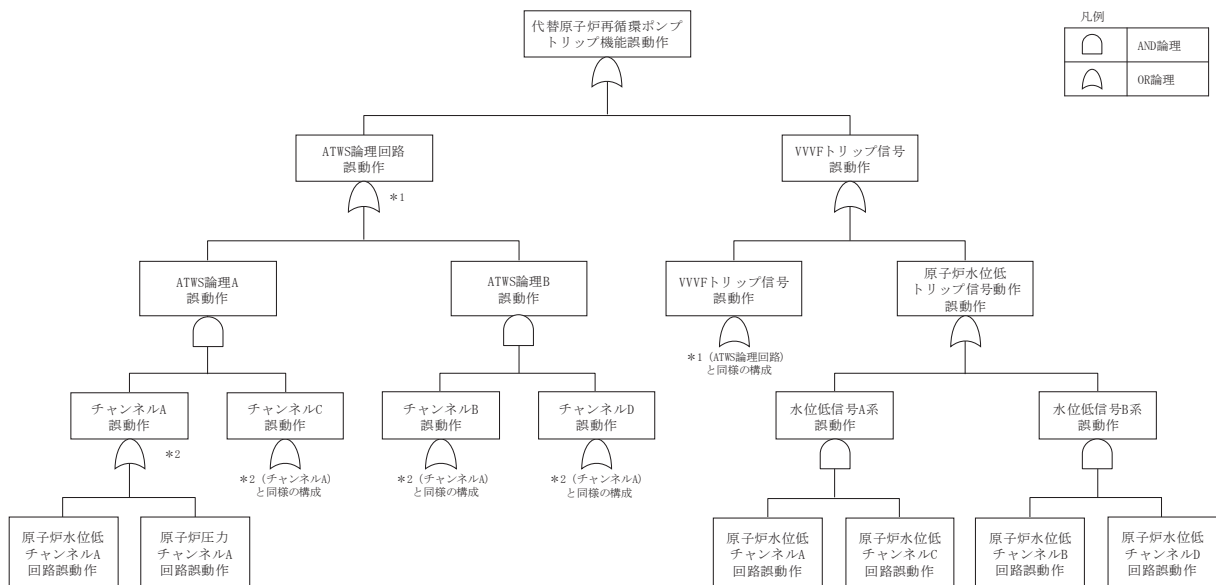 代替原子炉再循環ポンプ
トリップ機能誤動作
凡例
AND論理
OR論理
ATWS論理回路
誤動作
*1
VVVFトリップ信号
誤動作
ATWS論理A
誤動作
ATWS論理B
誤動作
VVVFトリップ信号
誤動作
*1 (ATWS論理回路)
と同様の構成
原子炉水位低
トリップ信号動作
誤動作
チャンネルA
誤動作
*2
チャンネルC
誤動作
*2 (チャンネルA)
と同様の構成
チャンネルB
誤動作
*2 (チャンネルA)
と同様の構成
チャンネルD
誤動作
*2 (チャンネルA)
と同様の構成
水位低信号A系
誤動作
水位低信号B系
誤動作
原子炉水位低
チャンネルA
回路誤動作
原子炉圧力
チャンネルA
回路誤動作
原子炉水位低
チャンネルA
回路誤動作
原子炉水位低
チャンネルC
回路誤動作
原子炉水位低
チャンネルB
回路誤動作
原子炉水位低
チャンネルD
回路誤動作